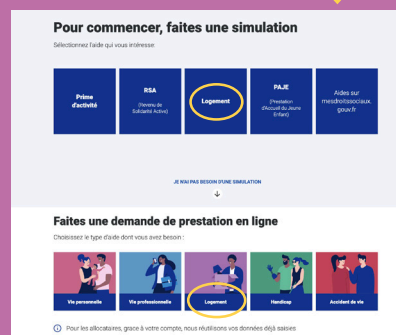 Pour commencer, faites une simulation
Sélectionnez l'aide qui vous intéresse:
Prime
d'activité
RSA
(Revenu de
Solidarité Active)
Logement
PAJE
(Prestation
d'Accueil du Jeune
Enfant)
Aides sur
mesdroitssociaux.
gouv.fr
JE N'AI PAS BESOIN D'UNE SIMULATION
Faites une demande de prestation en ligne
Choisissez le type d'aide dont vous avez besoin :
Vie personnelle
Vie professionnelle
Logement
Handicap
Accident de vie
Pour les allocataires, grace à votre compte, nous réutilisons vos données déjà saisies